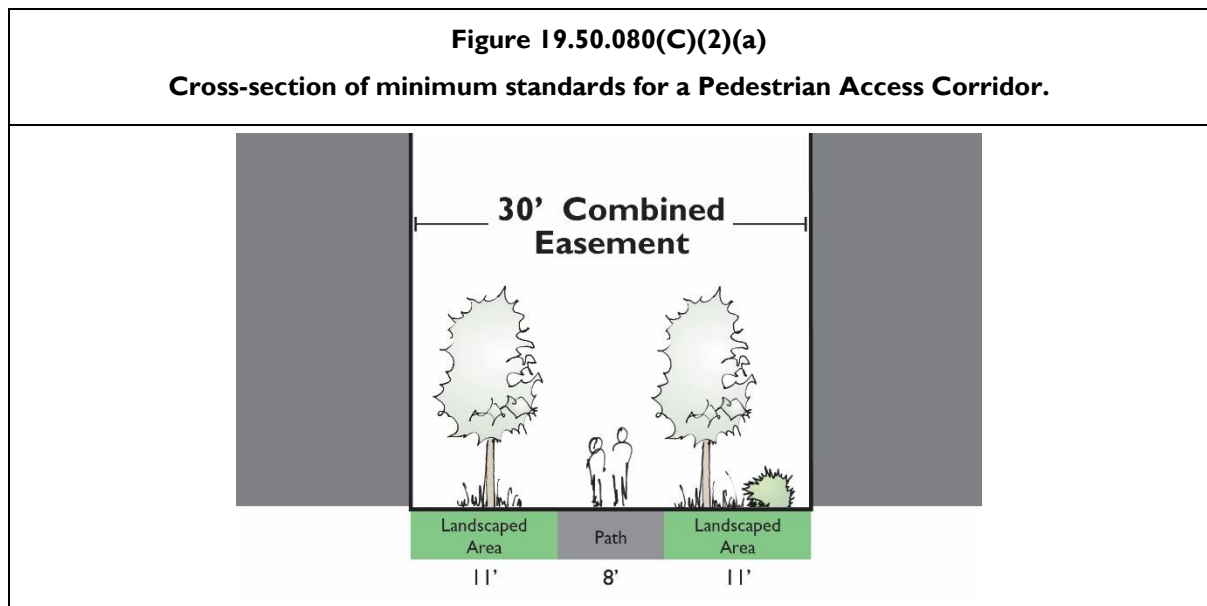 Figure 19.50.080(C)(2)(a)
Cross-section of minimum standards for a Pedestrian Access Corridor.
30' Combined
Easement
Landscaped
Area
Path
Landscaped
Area
11'
8'
11'